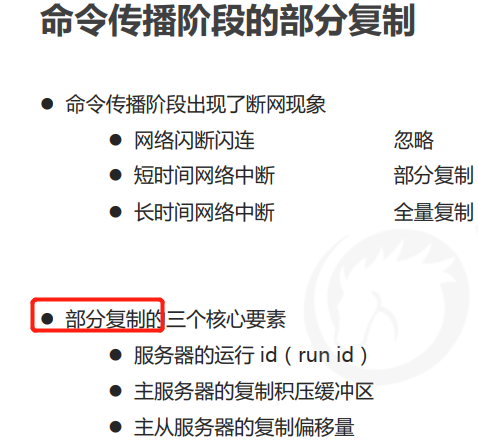 命令传播阶段的部分复制
● 命令传播阶段出现了断网现象
● 网络闪断闪连 忽略
● 短时间网络中断 部分复制
● 长时间网络中断 全量复制
● 部分复制的三个核心要素
● 服务器的运行 id（run id）
● 主服务器的复制积压缓冲区
● 主从服务器的复制偏移量